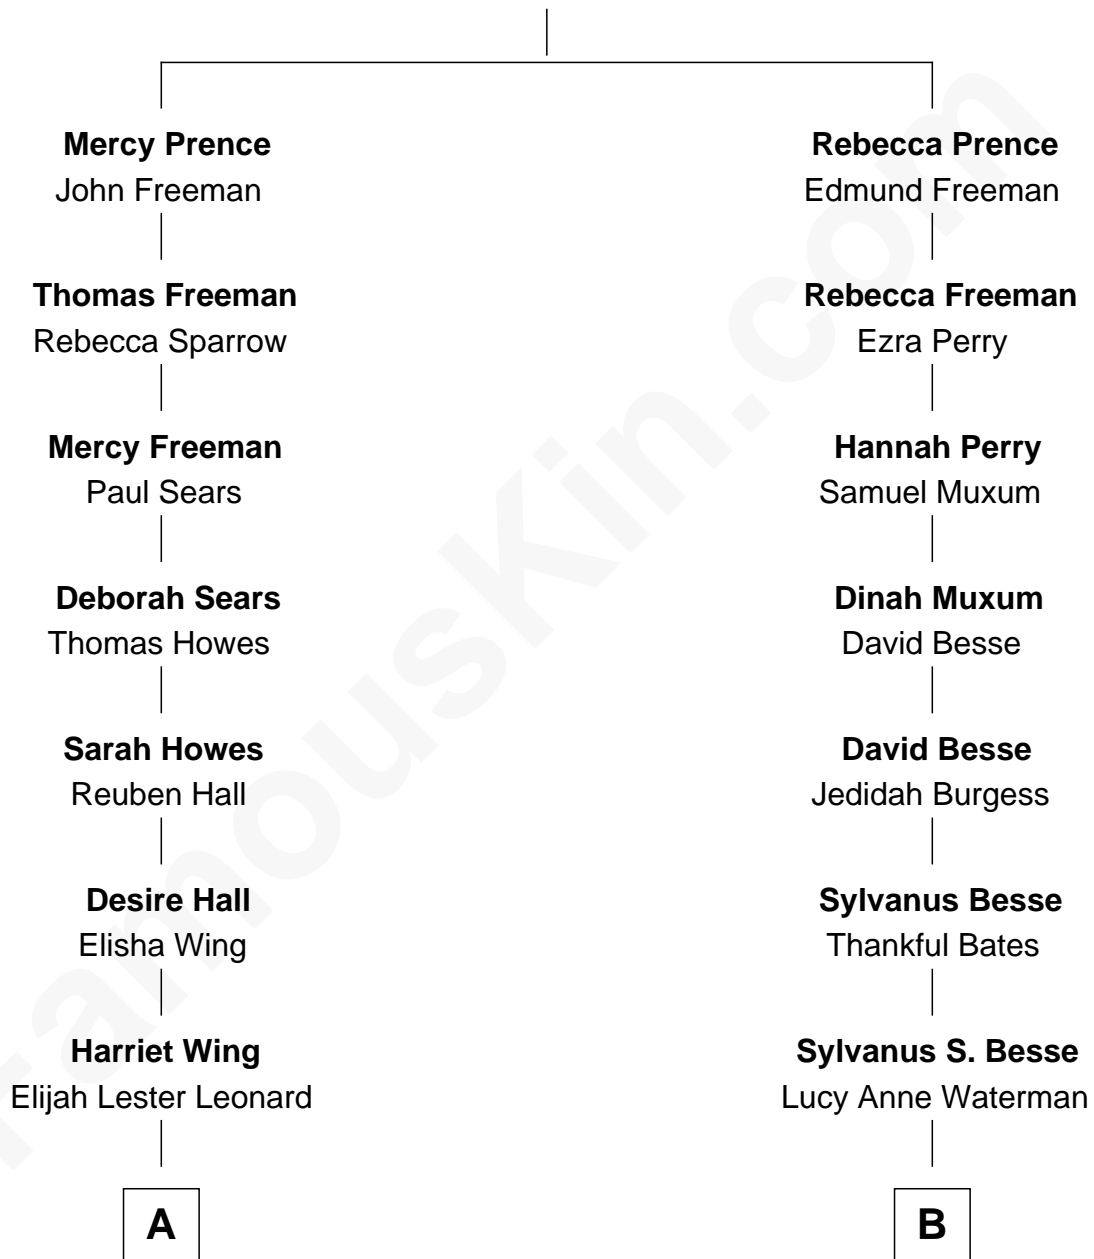 Mercy Prence
John Freeman
Thomas Freeman
Rebecca Sparrow
Mercy Freeman
Paul Sears
Deborah Sears
Thomas Howes
Sarah Howes
Reuben Hall
Desire Hall
Elisha Wing
Harriet Wing
Elijah Lester Leonard
A
Rebecca Prence
Edmund Freeman
Rebecca Freeman
Ezra Perry
Hannah Perry
Samuel Muxum
Dinah Muxum
David Besse
David Besse
Jedidah Burgess
Sylvanus Besse
Thankful Bates
Sylvanus S. Besse
Lucy Anne Waterman
B
FamousKin.com